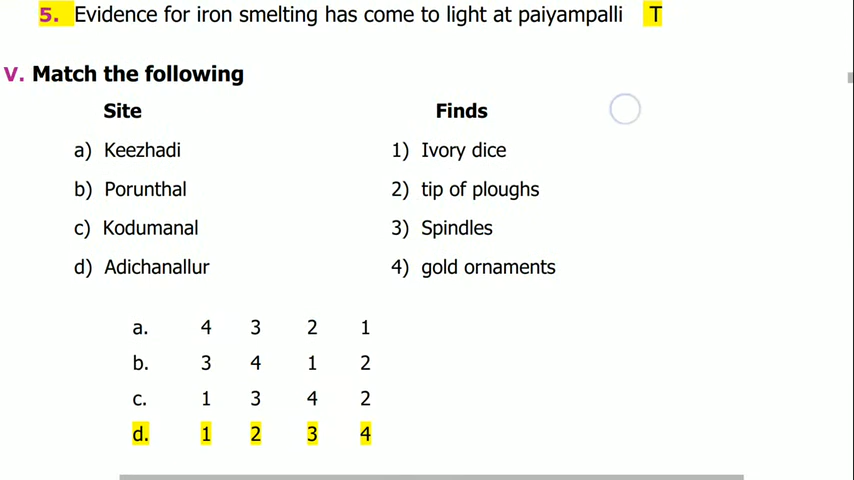 5. Evidence for iron smelting has come to light at paiyampalli T
V. Match the following
Site Finds
a) Keezhadi 1) Ivory dice
b) Porunthal 2) tip of ploughs
c) Kodumanal 3) Spindles
d) Adichanallur 4) gold ornaments
a. 4 3 2 1
b. 3 4 1 2
c. 1 3 4 2
d. 1 2 3 4